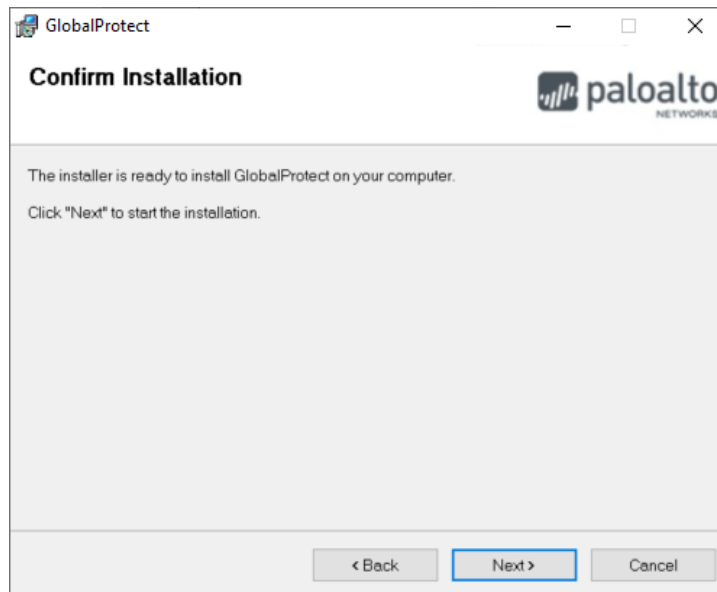 GlobalProtect
Confirm Installation
paloalto
NETWORKS
The installer is ready to install GlobalProtect on your computer.
Click "Next" to start the installation.
< Back
Next >
Cancel